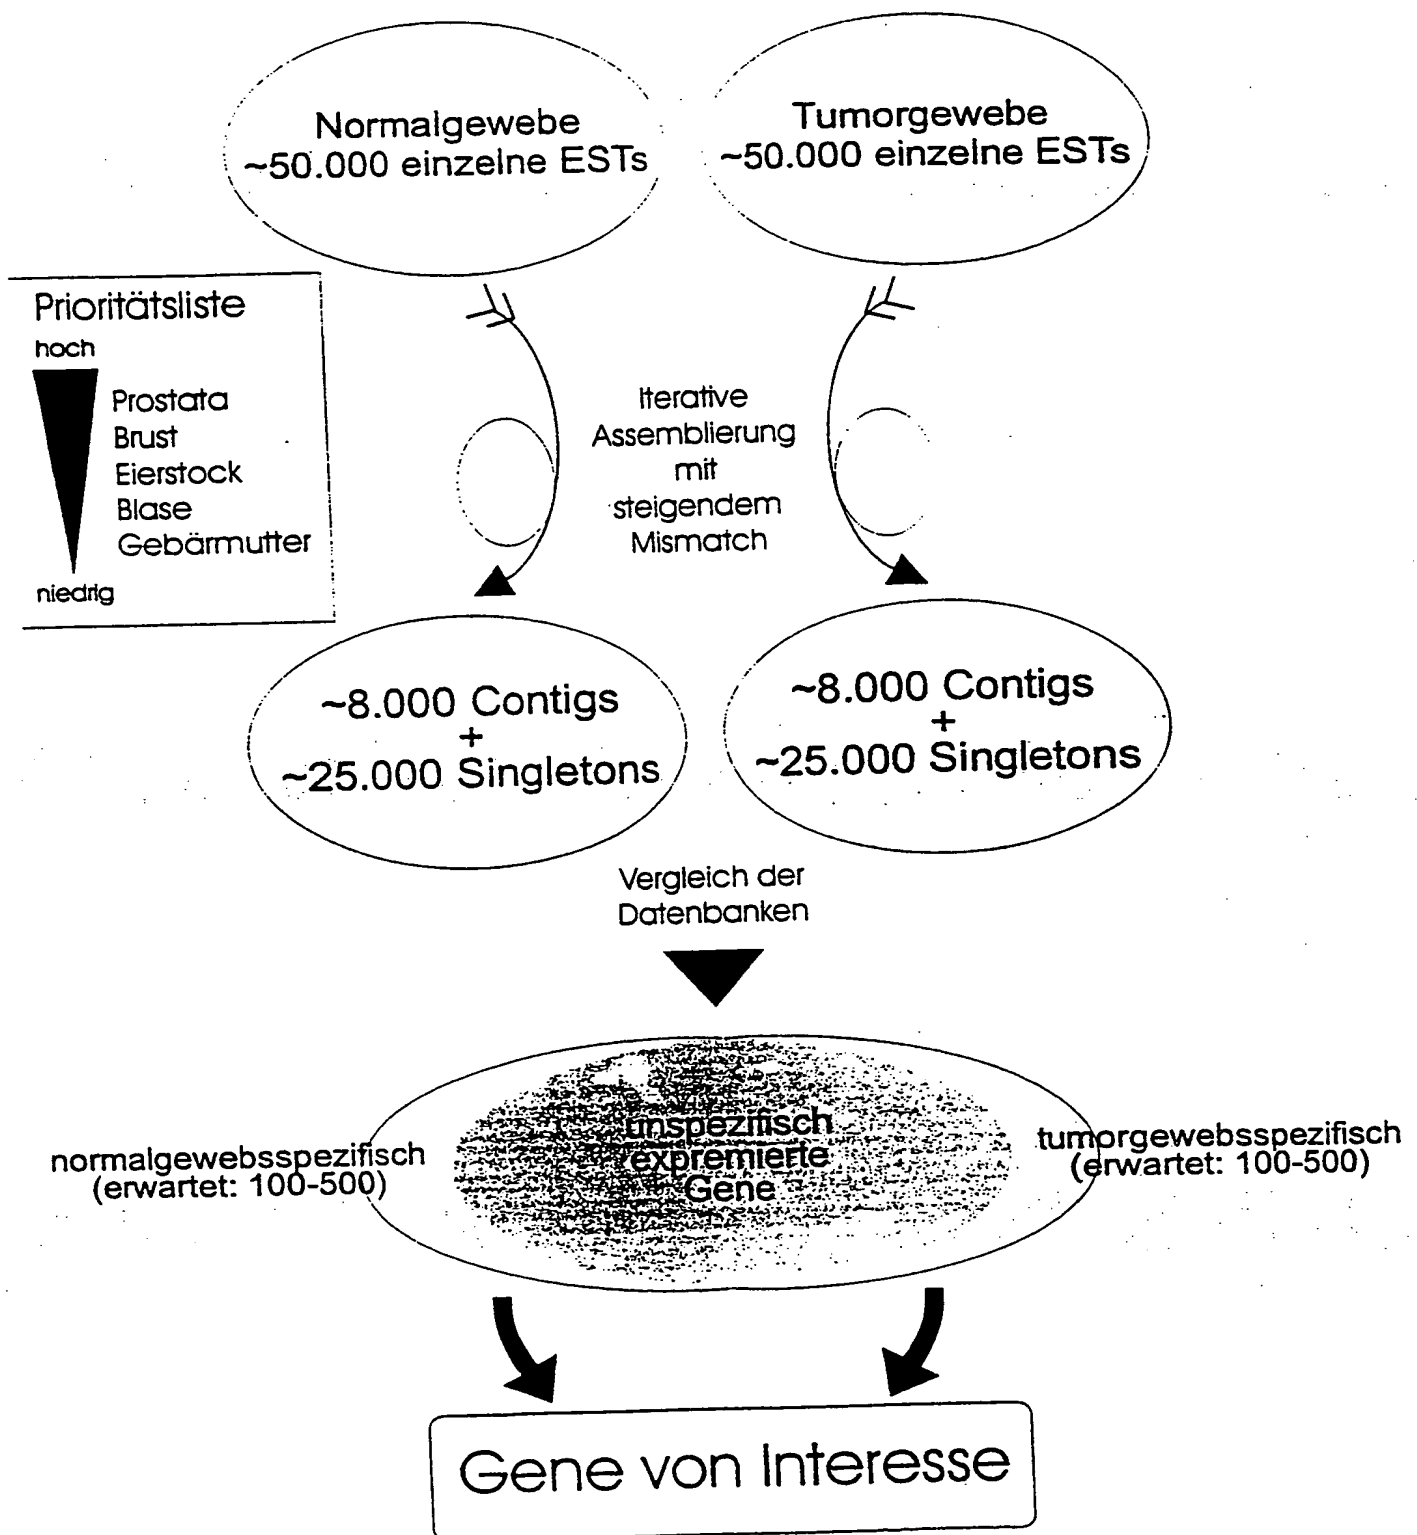 Normalgewebe
~50.000 einzelne ESTs
Tumorgewebe
~50.000 einzelne ESTs
Prioritätsliste
hoch
Prostata
Brust
Eierstock
Blase
Gebärmutter
niedrig
Iterative
Assemblierung
mit
steigendem
Mismatch
~8.000 Contigs
+
~25.000 Singletons
~8.000 Contigs
+
~25.000 Singletons
Vergleich der
Datenbanken
normalgewebsspezifisch
(erwartet: 100-500)
unspezifisch
expremierte
Gene
tumorgewebsspezifisch
(erwartet: 100-500)
Gene von Interesse